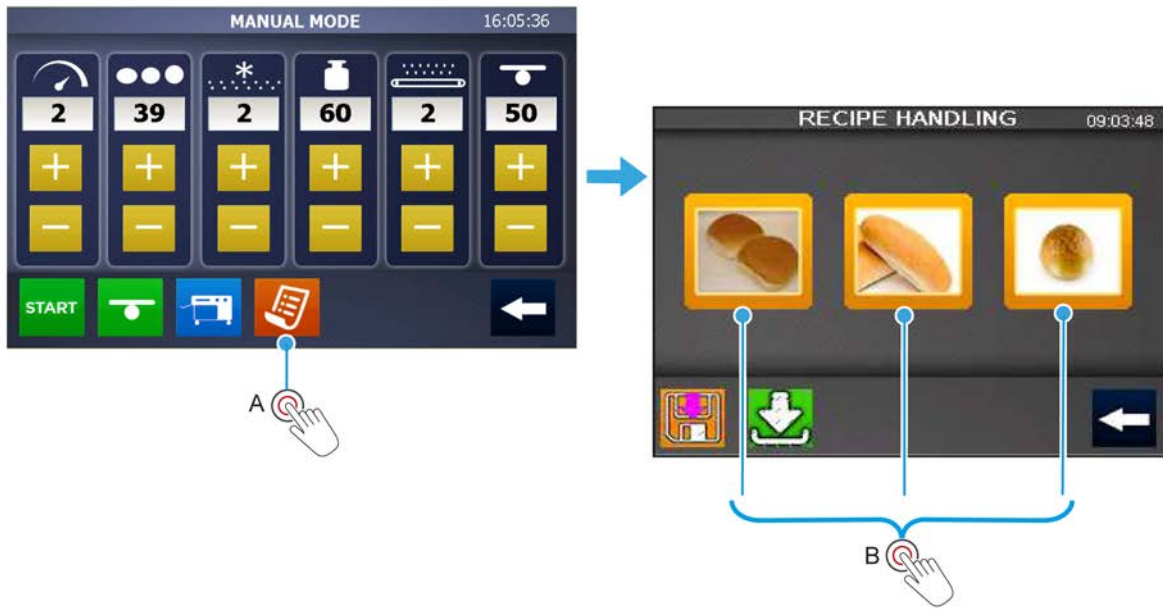 MANUAL MODE 16:05:36
2 39 2 60 2 50
+ + + + + +
- - - - - -
START
A
RECIPE HANDLING 09:03:48
B